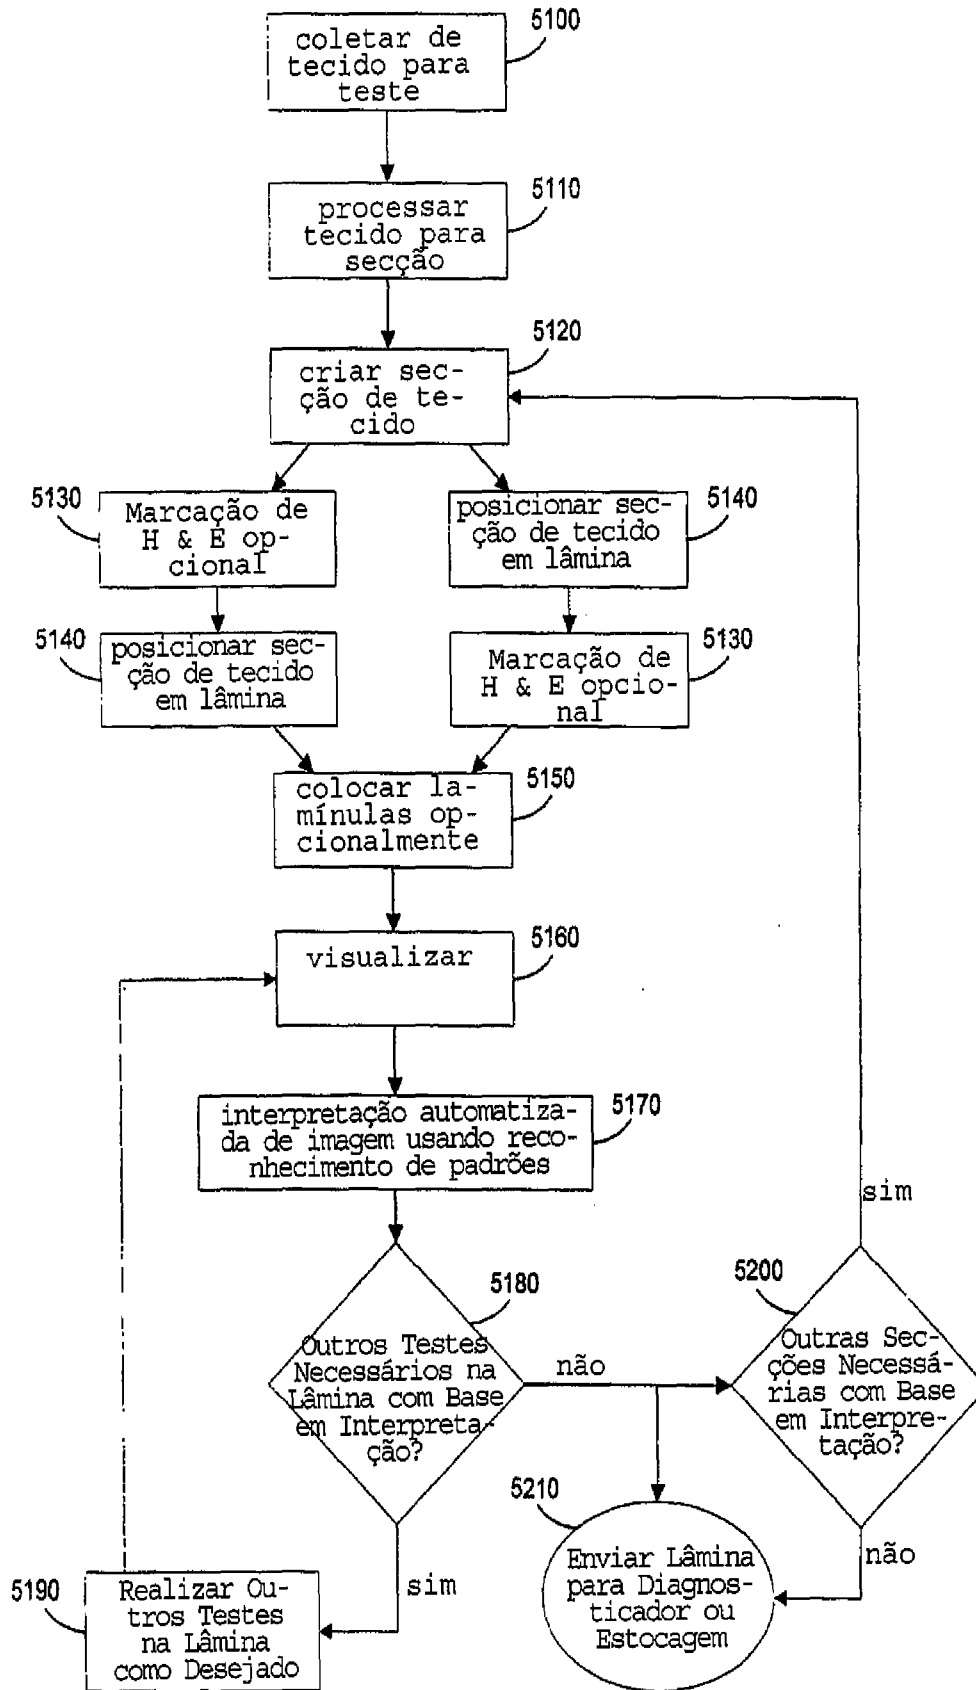 5100
coletar de
tecido para
teste
5110
processar
tecido para
secção
5120
criar sec-
ção de te-
cido
5130
Marcação de
H & E op-
cional
posicionar sec-
ção de tecido
em lâmina
5140
5140
posicionar sec-
ção de tecido
em lâmina
Marcação de
H & E opcio-
nal
5130
colocar la-
mínulas op-
cionalmente
5150
visualizar
5160
interpretação automatiza-
da de imagem usando reco-
nhecimento de padrões
5170
sim
5180
Outros Testes
Necessários na
Lâmina com Base
em Interpreta-
ção?
não
5200
Outras Sec-
ções Necessá-
rias com Base
em Interpre-
tação?
5210
Enviar Lâmina
para Diagnos-
ticador ou
Estocagem
não
sim
5190
Realizar Ou-
tros Testes
na Lâmina
como Desejado